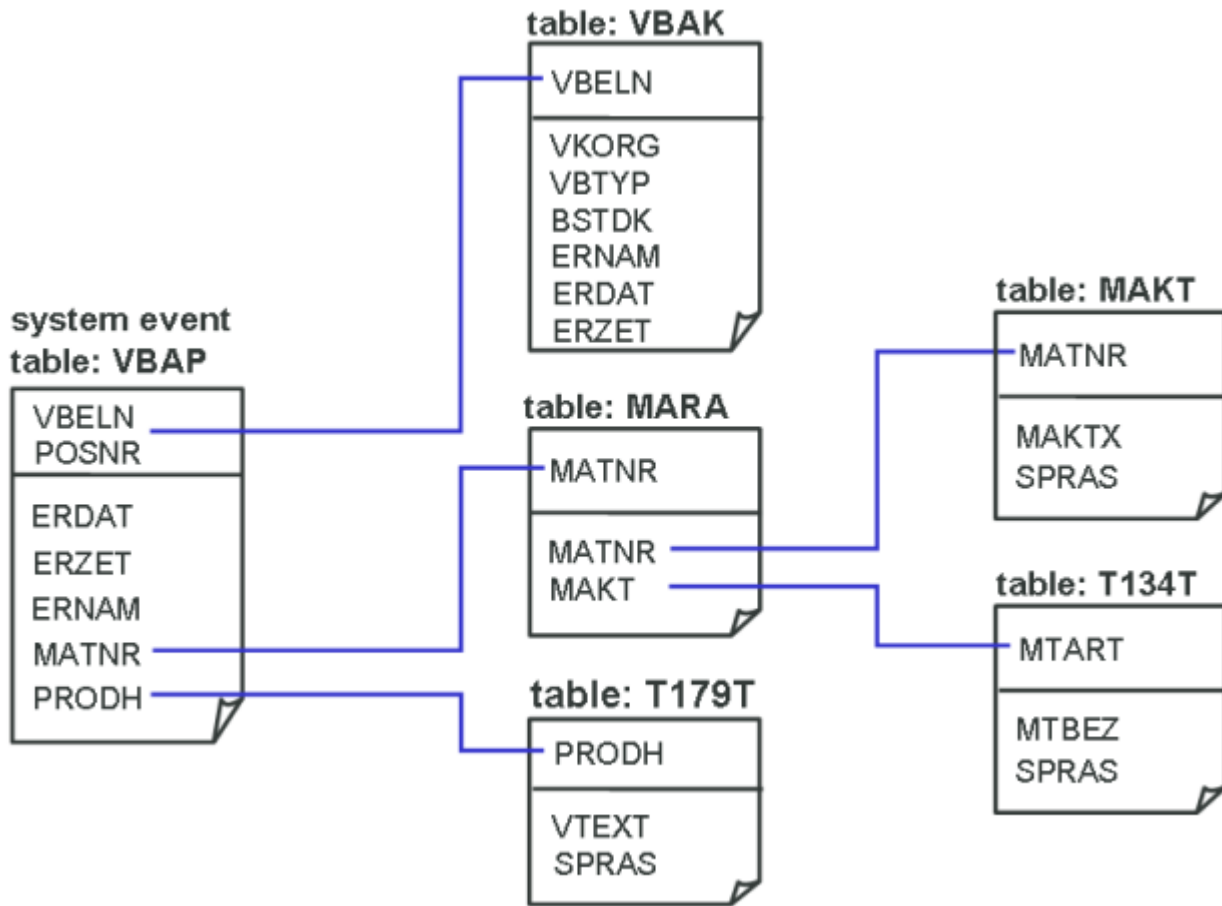 table: VBAK
VBELN
VKORG
VBTYP
BSTDK
ERNAM
ERDAT
ERZET
system event
table: VBAP
VBELN
POSNR
ERDAT
ERZET
ERNAM
MATNR
PRODH
table: MARA
MATNR
MATNR
MAKT
table: T179T
PRODH
VTEXT
SPRAS
table: MAKT
MATNR
MAKTX
SPRAS
table: T134T
MTART
MTBEZ
SPRAS